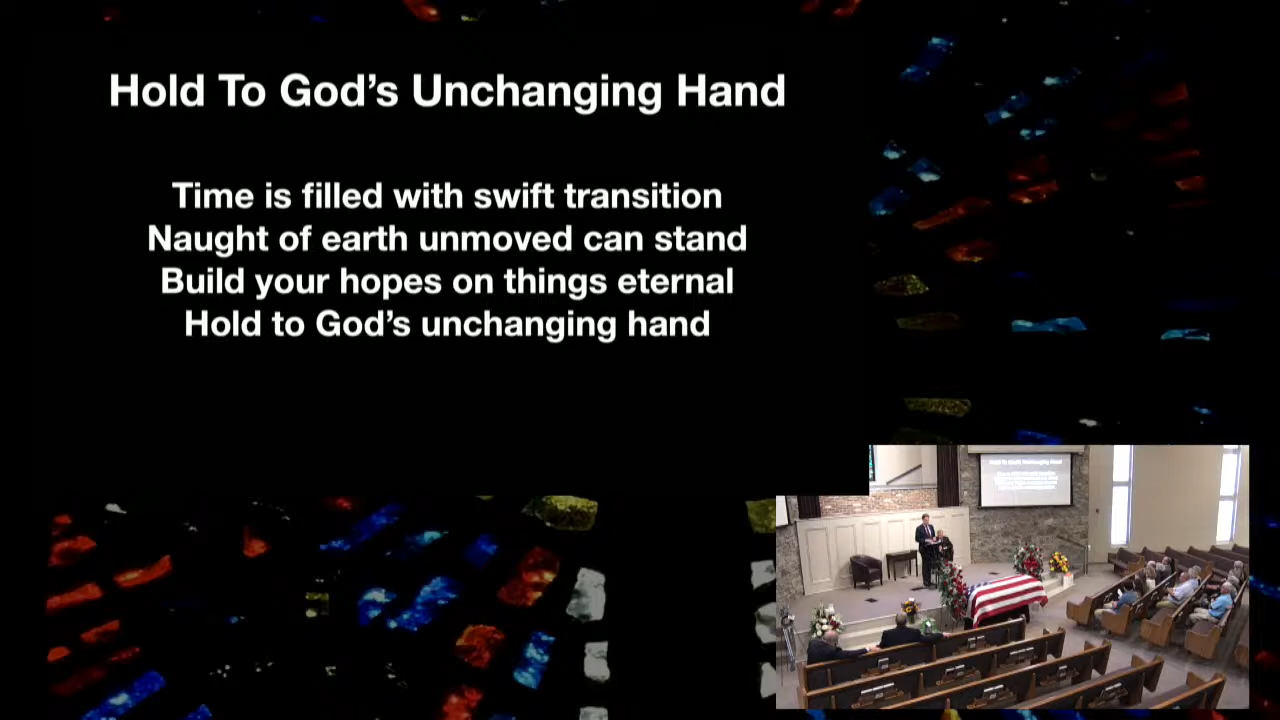 Hold To God's Unchanging Hand
Time is filled with swift transition
Naught of earth unmoved can stand
Build your hopes on things eternal
Hold to God's unchanging hand